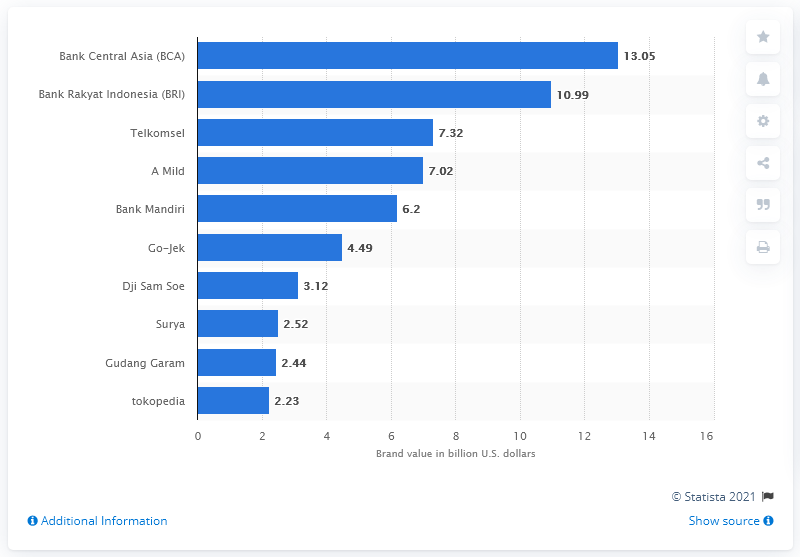 Bank Central Asia (BCA) 13.05
Bank Rakyat Indonesia (BRI) 10.99
Telkomsel 7.32
A Mild 7.02
Bank Mandiri 6.2
Go-Jek 4.49
Dji Sam Soe 3.12
Surya 2.52
Gudang Garam 2.44
tokopedia 2.23
0 2 4 6 8 10 12 14 16
Brand value in billion U.S. dollars
© Statista 2021
Additional Information Show source